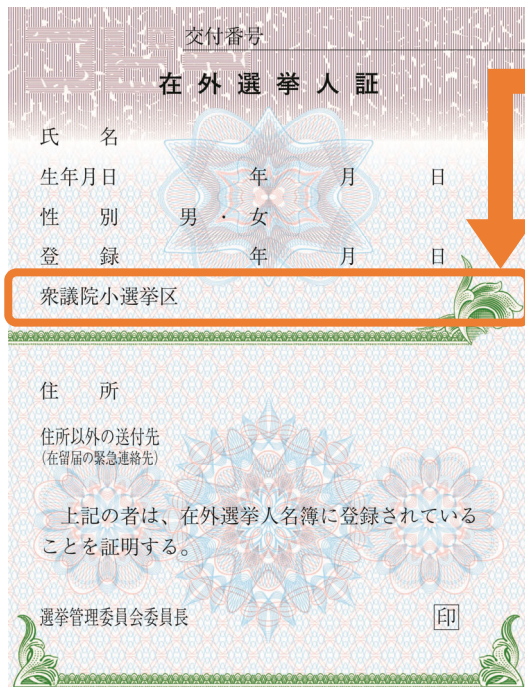 交付番号
在外選挙人証
氏 名
生年月日 年 月 日
性 別 男 ・ 女
登 録 年 月 日
衆議院小選挙区
住 所
住所以外の送付先
(在留届の緊急連絡先)
上記の者は、在外選挙人名簿に登録されている
ことを証明する。
選挙管理委員会委員長 印